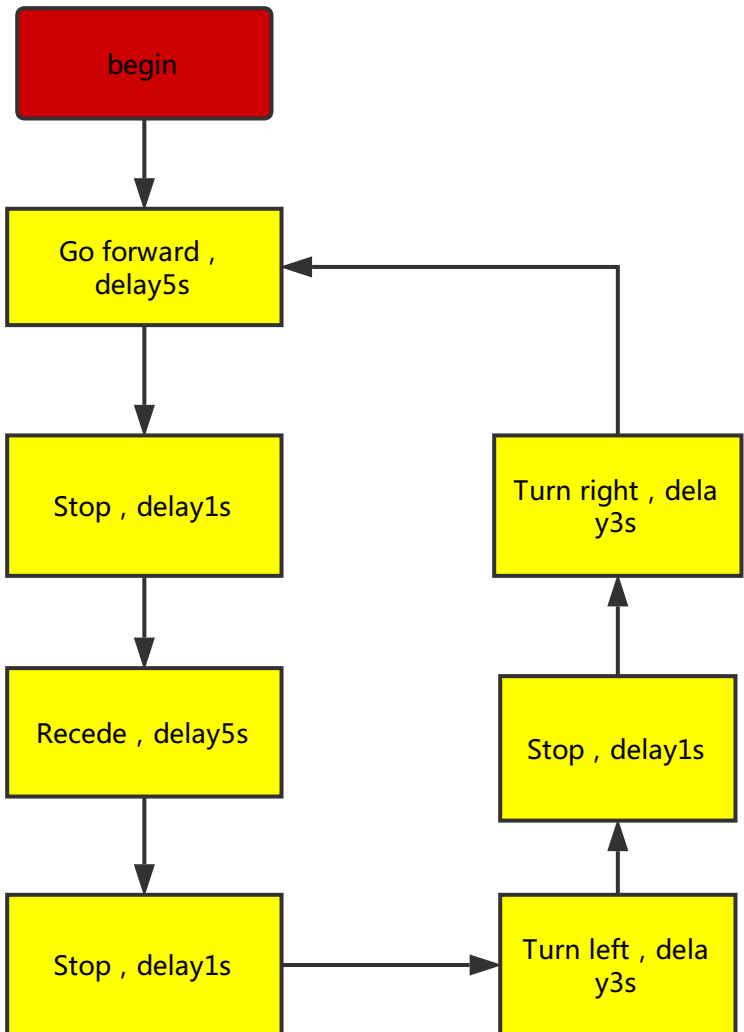 begin
Go forward，
delay5s
Stop，delay1s
Recede，delay5s
Stop，delay1s
Turn left，dela
y3s
Stop，delay1s
Turn right，dela
y3s